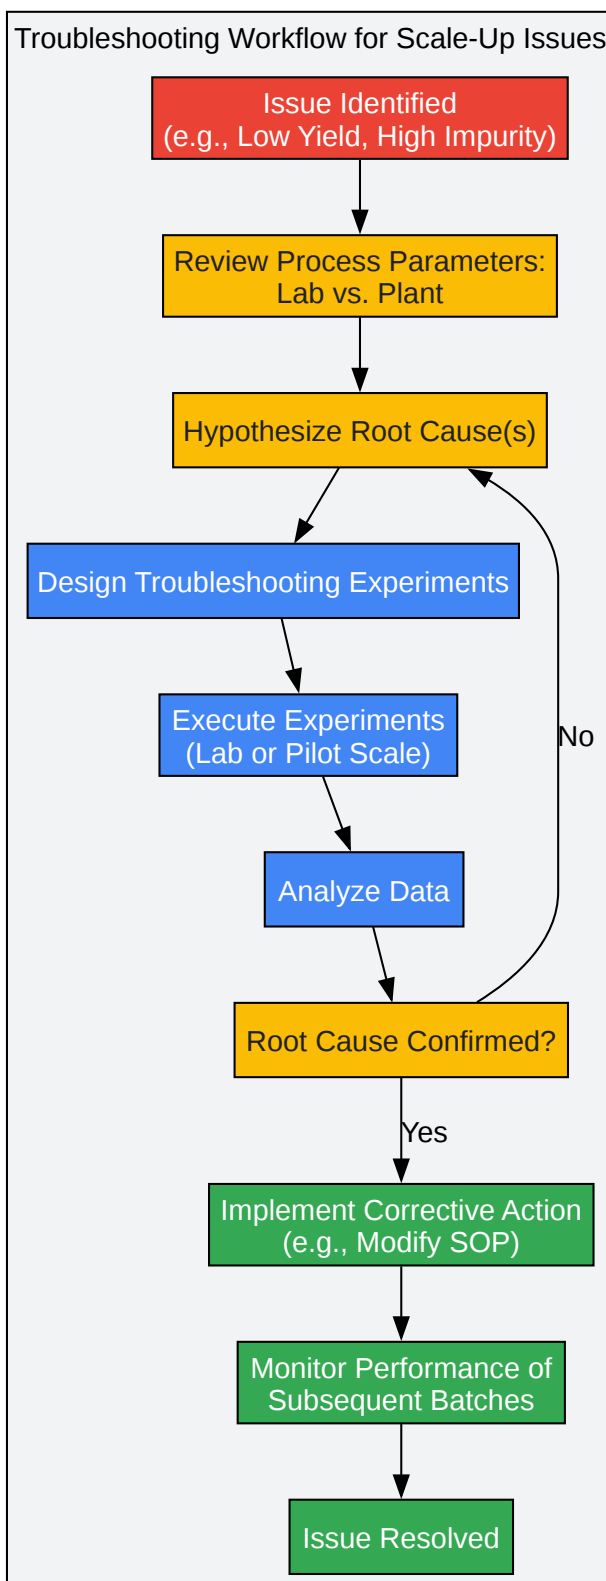 Troubleshooting Workflow for Scale-Up Issues
Issue Identified
(e.g., Low Yield, High Impurity)
Review Process Parameters:
Lab vs. Plant
Hypothesize Root Cause(s)
Design Troubleshooting Experiments
Execute Experiments
(Lab or Pilot Scale)
No
Analyze Data
Root Cause Confirmed?
Yes
Implement Corrective Action
(e.g., Modify SOP)
Monitor Performance of
Subsequent Batches
Issue Resolved